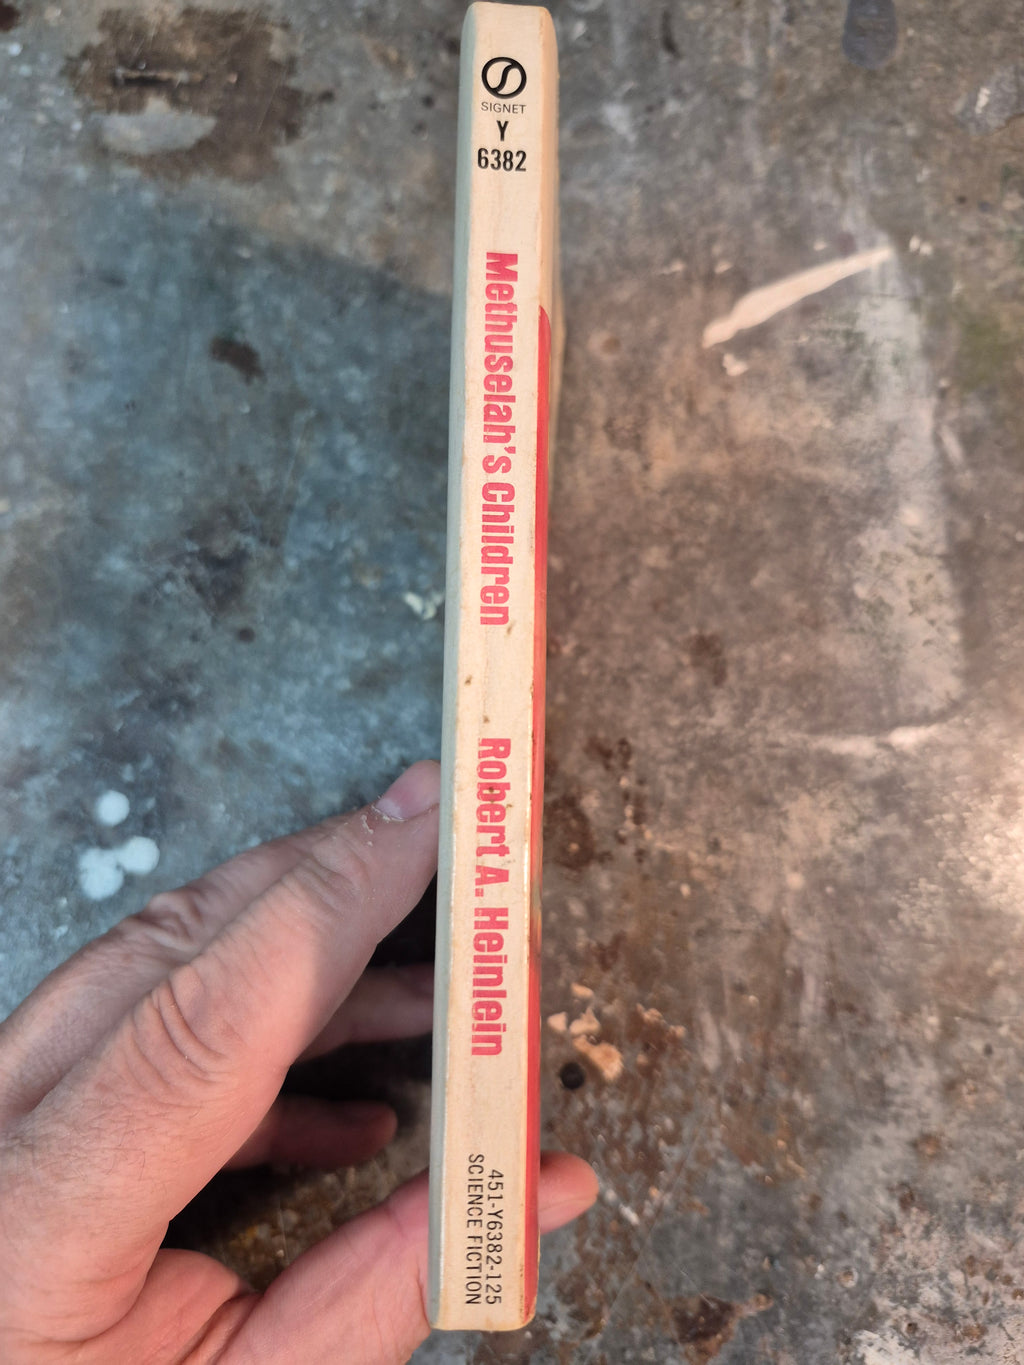 SIGNET
Y
6382
Methuselah's Children
Robert A. Heinlein
451-Y6382-125
SCIENCE FICTION